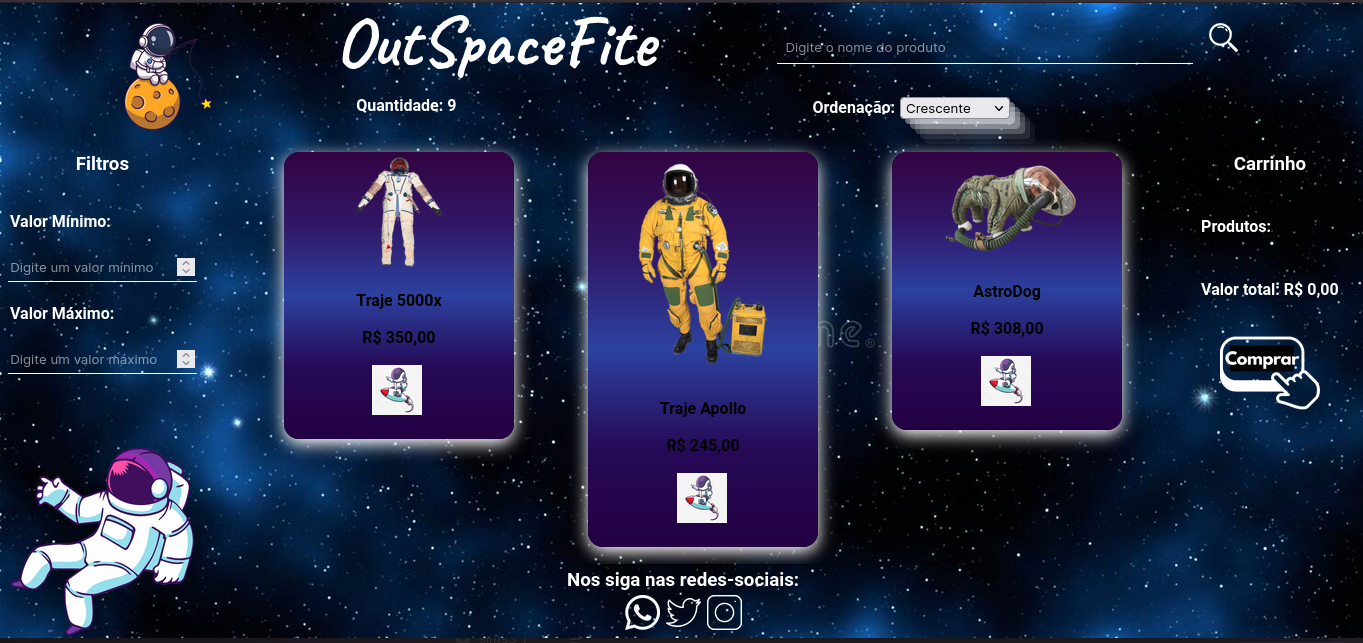 OutSpaceFite
Digite o nome do produto
Quantidade: 9
Ordenação: Crescente
Filtros
Valor Mínimo:
Digite um valor mínimo
Valor Máximo:
Digite um valor máximo
Traje 5000x
R$ 350,00
Traje Apollo
R$ 245,00
AstroDog
R$ 308,00
Carrinho
Produtos:
Valor total: R$ 0,00
Comprar
Nos siga nas redes-sociais: